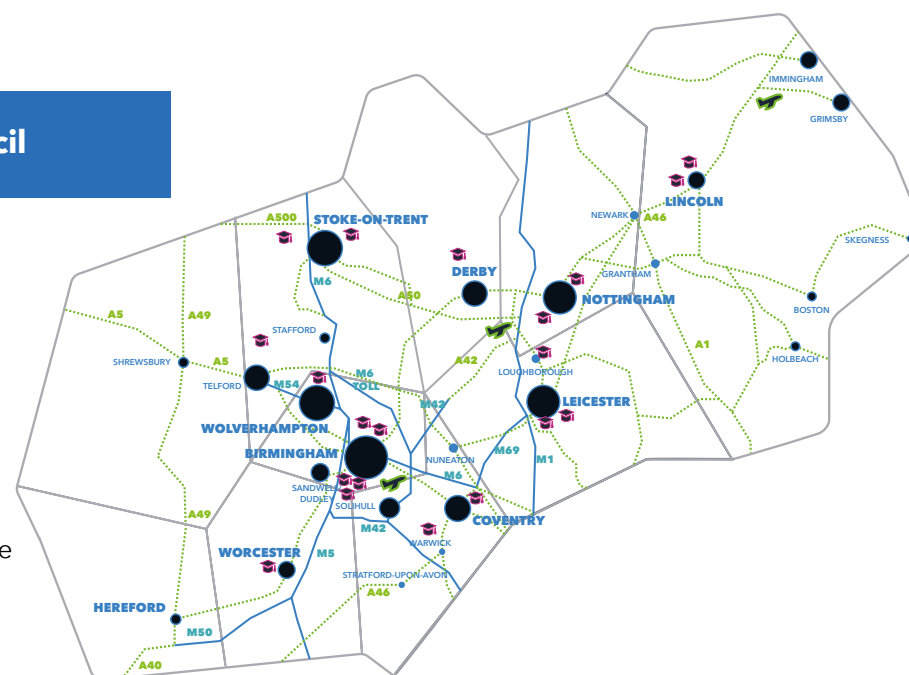 cil
IMMINGHAM
GRIMSBY
LINCOLN
NEWARK
A46
A500
STOKE-ON-TRENT
SKEGNESS
DERBY
GRANTHAM
M6
A50
NOTTINGHAM
BOSTON
A5
A49
STAFFORD
A1
HOLBEACH
SHREWSBURY
A5
A42
LOUGHBOROUGH
TELFORD
M54
M6
TOLL
M42
LEICESTER
WOLVERHAMPTON
BIRMINGHAM
M69
M1
NUNEATON
M6
SANDWELL
DUDLEY
SOLIHULL
A49
M42
COVENTRY
WARWICK
e
WORCESTER
M5
STRATFORD-UPON-AVON
A46
HEREFORD
M50
A40